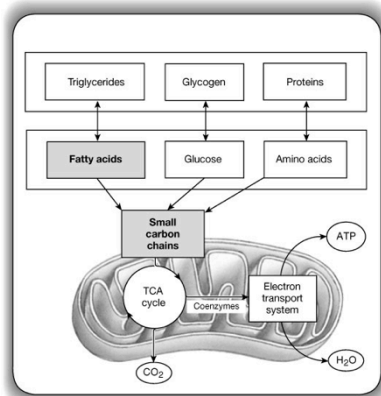 Triglycerides
Glycogen
Proteins
Fatty acids
Glucose
Amino acids
Small
carbon
chains
ATP
TCA
cycle
Coenzymes
Electron
transport
system
CO₂
H₂O